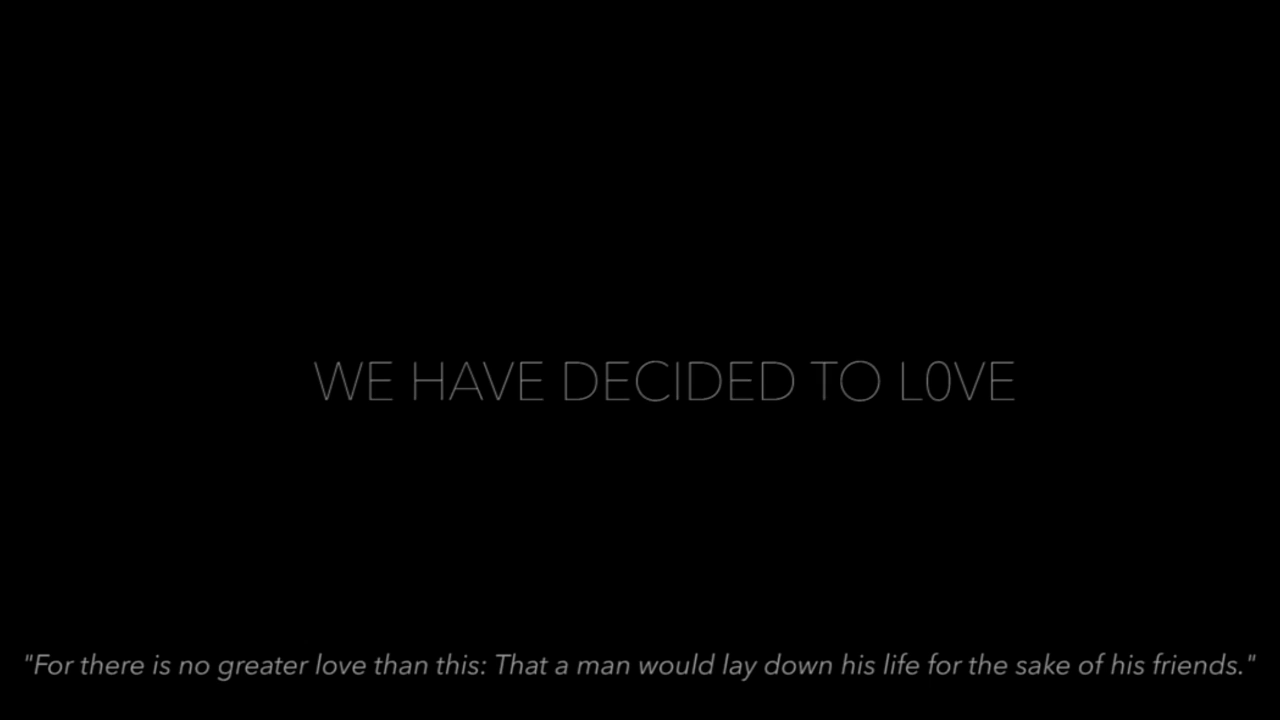 WE HAVE DECIDED TO L0VE
"For there is no greater love than this: That a man would lay down his life for the sake of his friends."